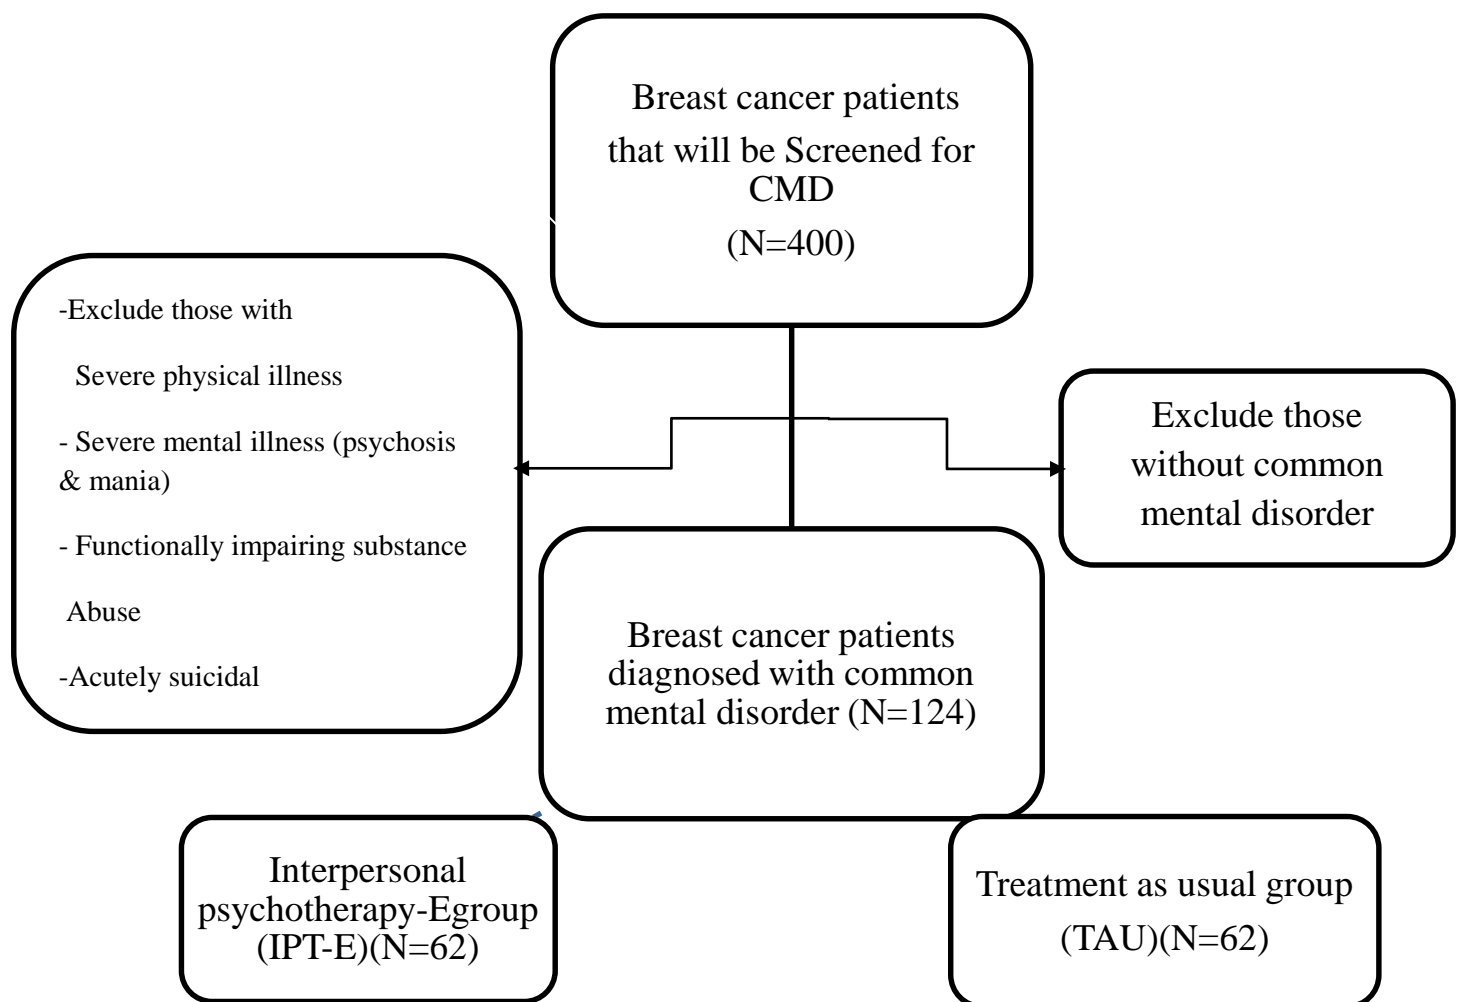 Breast cancer patients
that will be Screened for
CMD
(N=400)
-Exclude those with
Severe physical illness
- Severe mental illness (psychosis
& mania)
- Functionally impairing substance
Abuse
-Acutely suicidal
Exclude those
without common
mental disorder
Breast cancer patients
diagnosed with common
mental disorder (N=124)
Interpersonal
psychotherapy-Egroup
(IPT-E)(N=62)
Treatment as usual group
(TAU)(N=62)